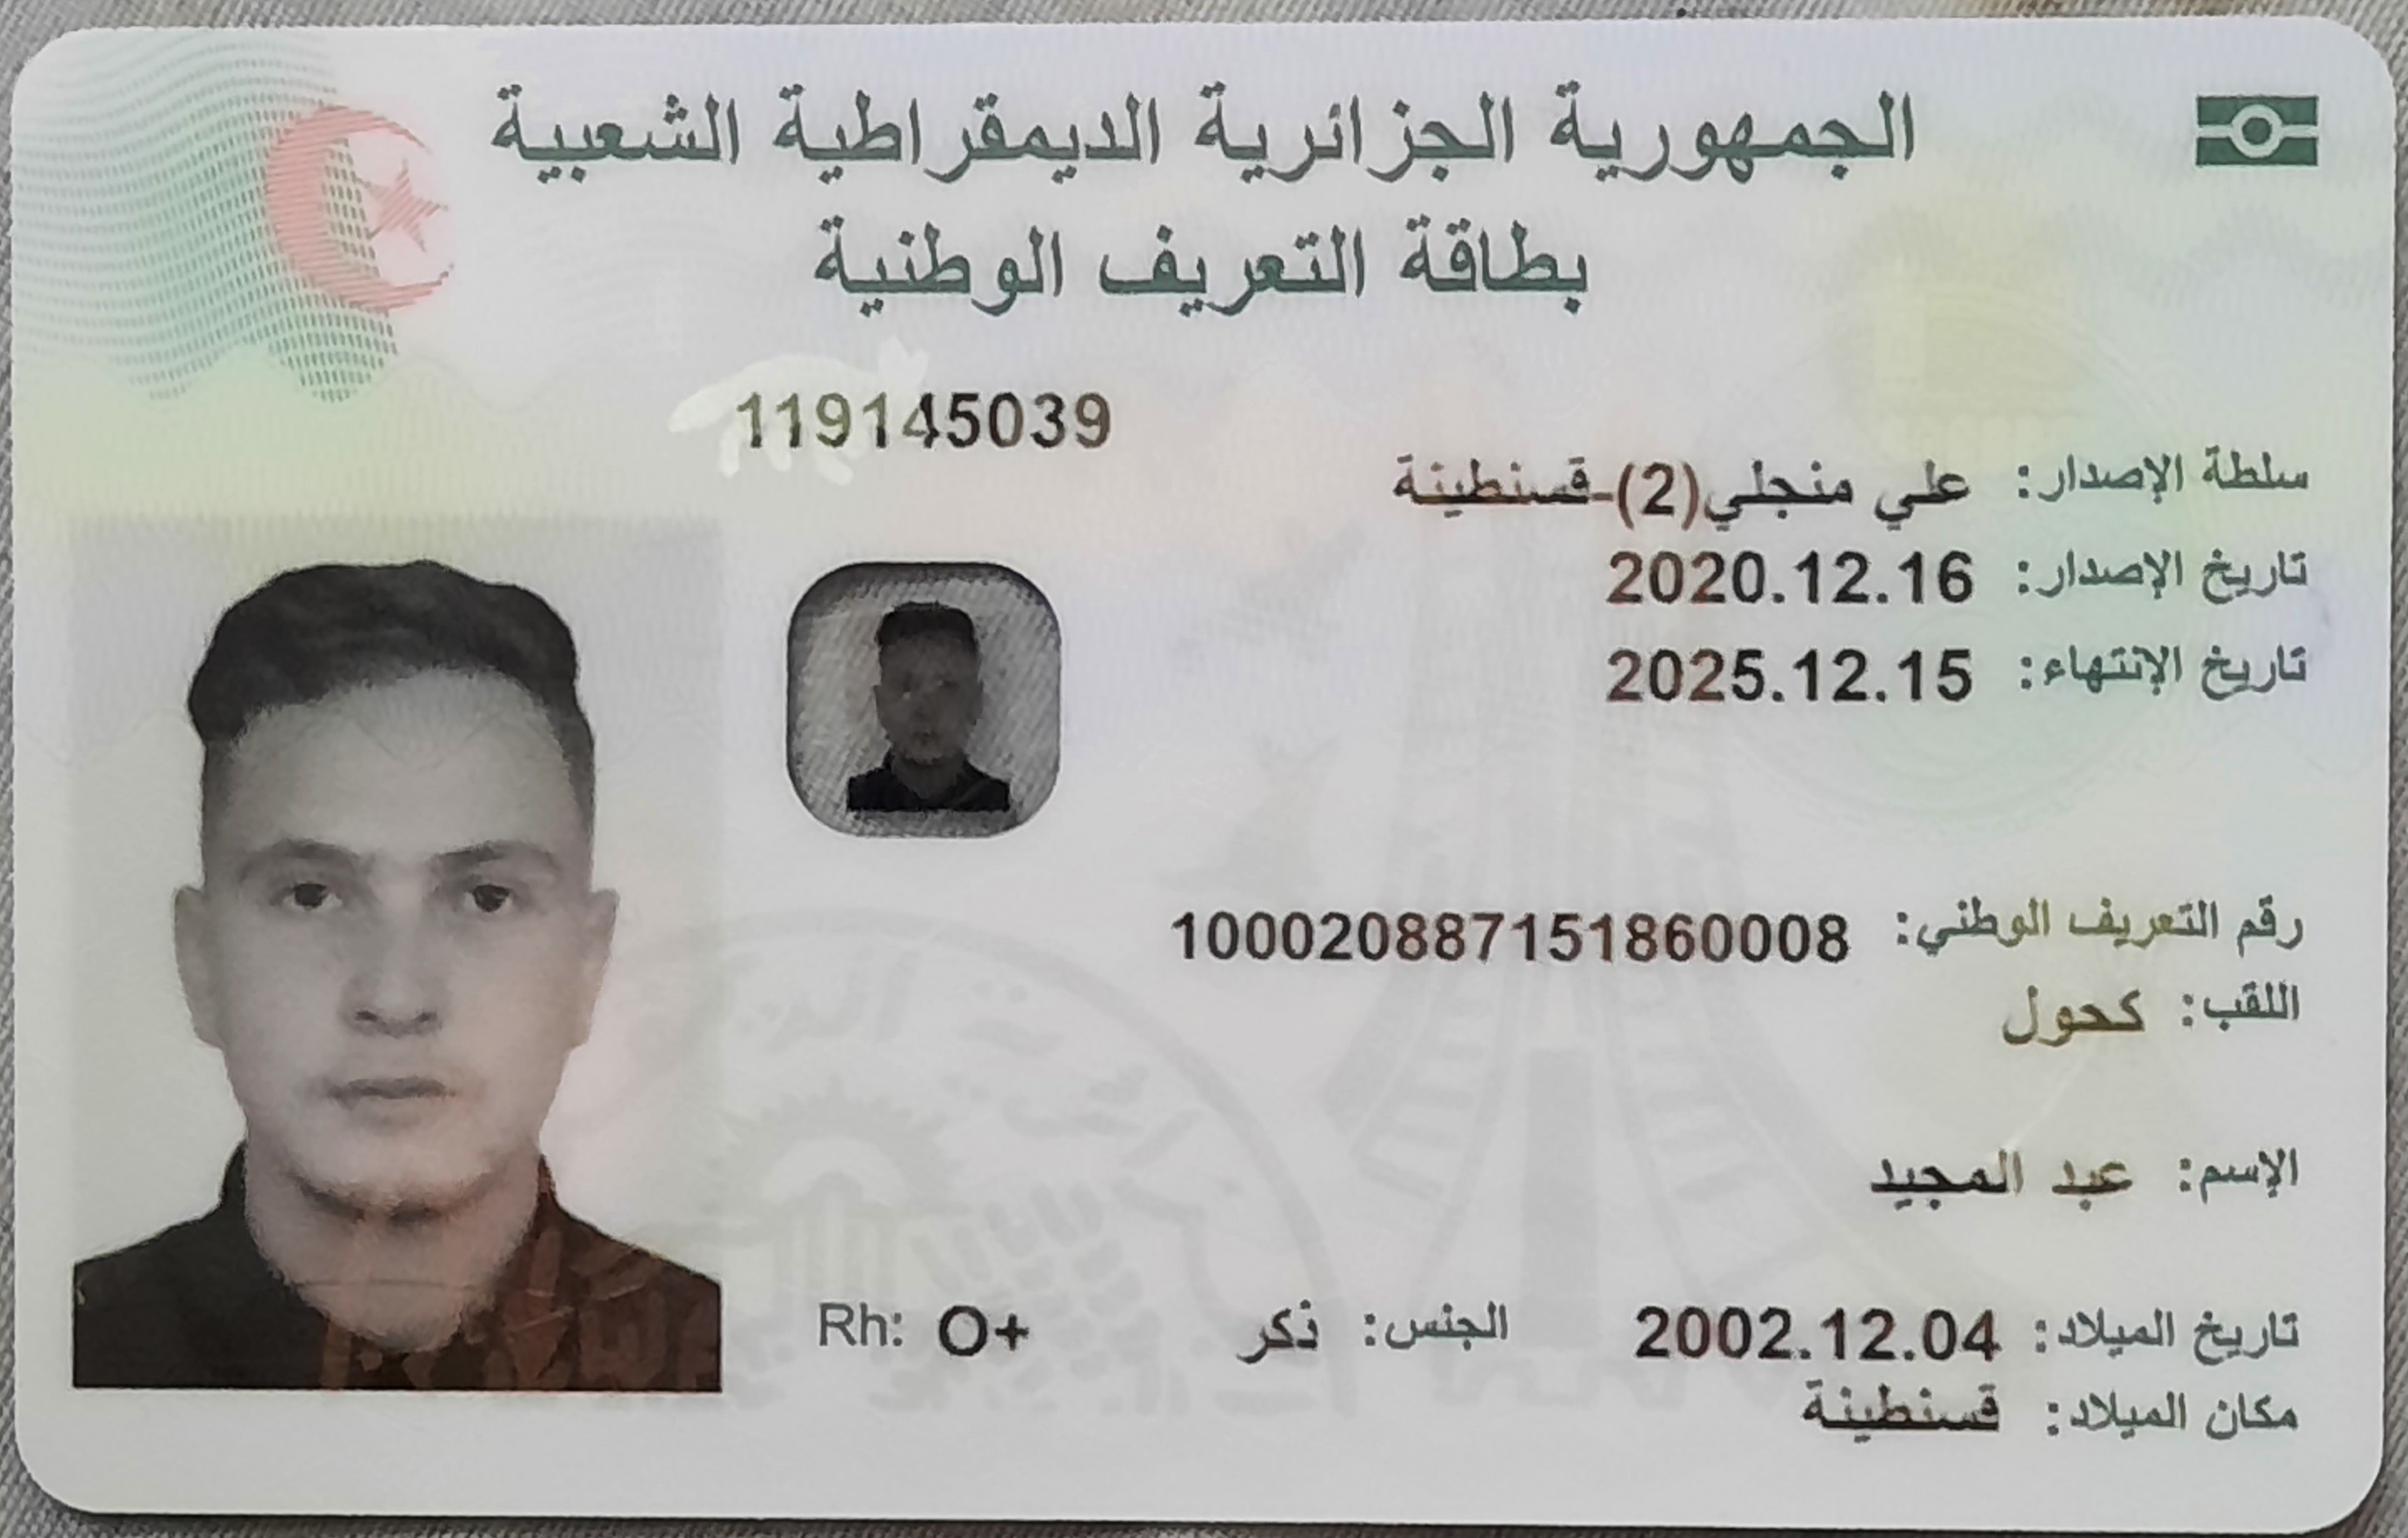 الجمهورية الجزائرية الديمقراطية الشعبية
بطاقة التعريف الوطنية
119145039
سلطة الإصدار: علي منجلي(2)-قسنطينة
تاريخ الإصدار: 2020.12.16
تاريخ الإنتهاء: 2025.12.15
رقم التعريف الوطني: 100020887151860008
اللقب: كحول
الإسم: عبد المجيد
تاريخ الميلاد: 2002.12.04 الجنس: ذكر Rh: O+
مكان الميلاد: قسنطينة